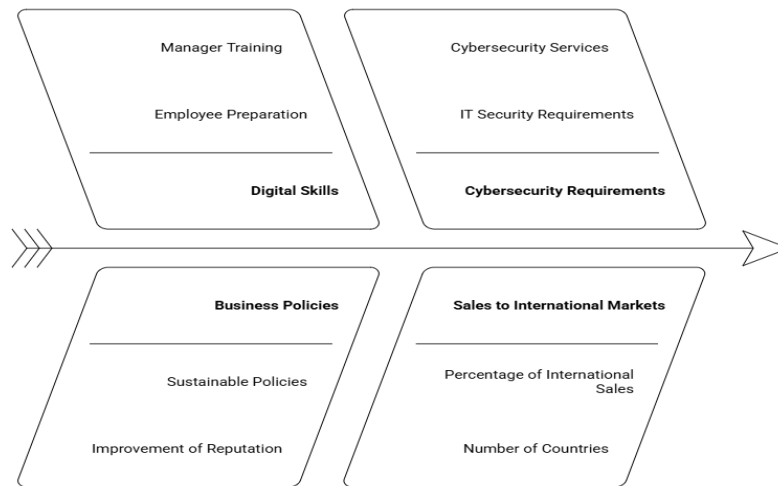 Manager Training
Employee Preparation
Digital Skills
Cybersecurity Services
IT Security Requirements
Cybersecurity Requirements
Business Policies
Sustainable Policies
Improvement of Reputation
Sales to International Markets
Percentage of International
Sales
Number of Countries